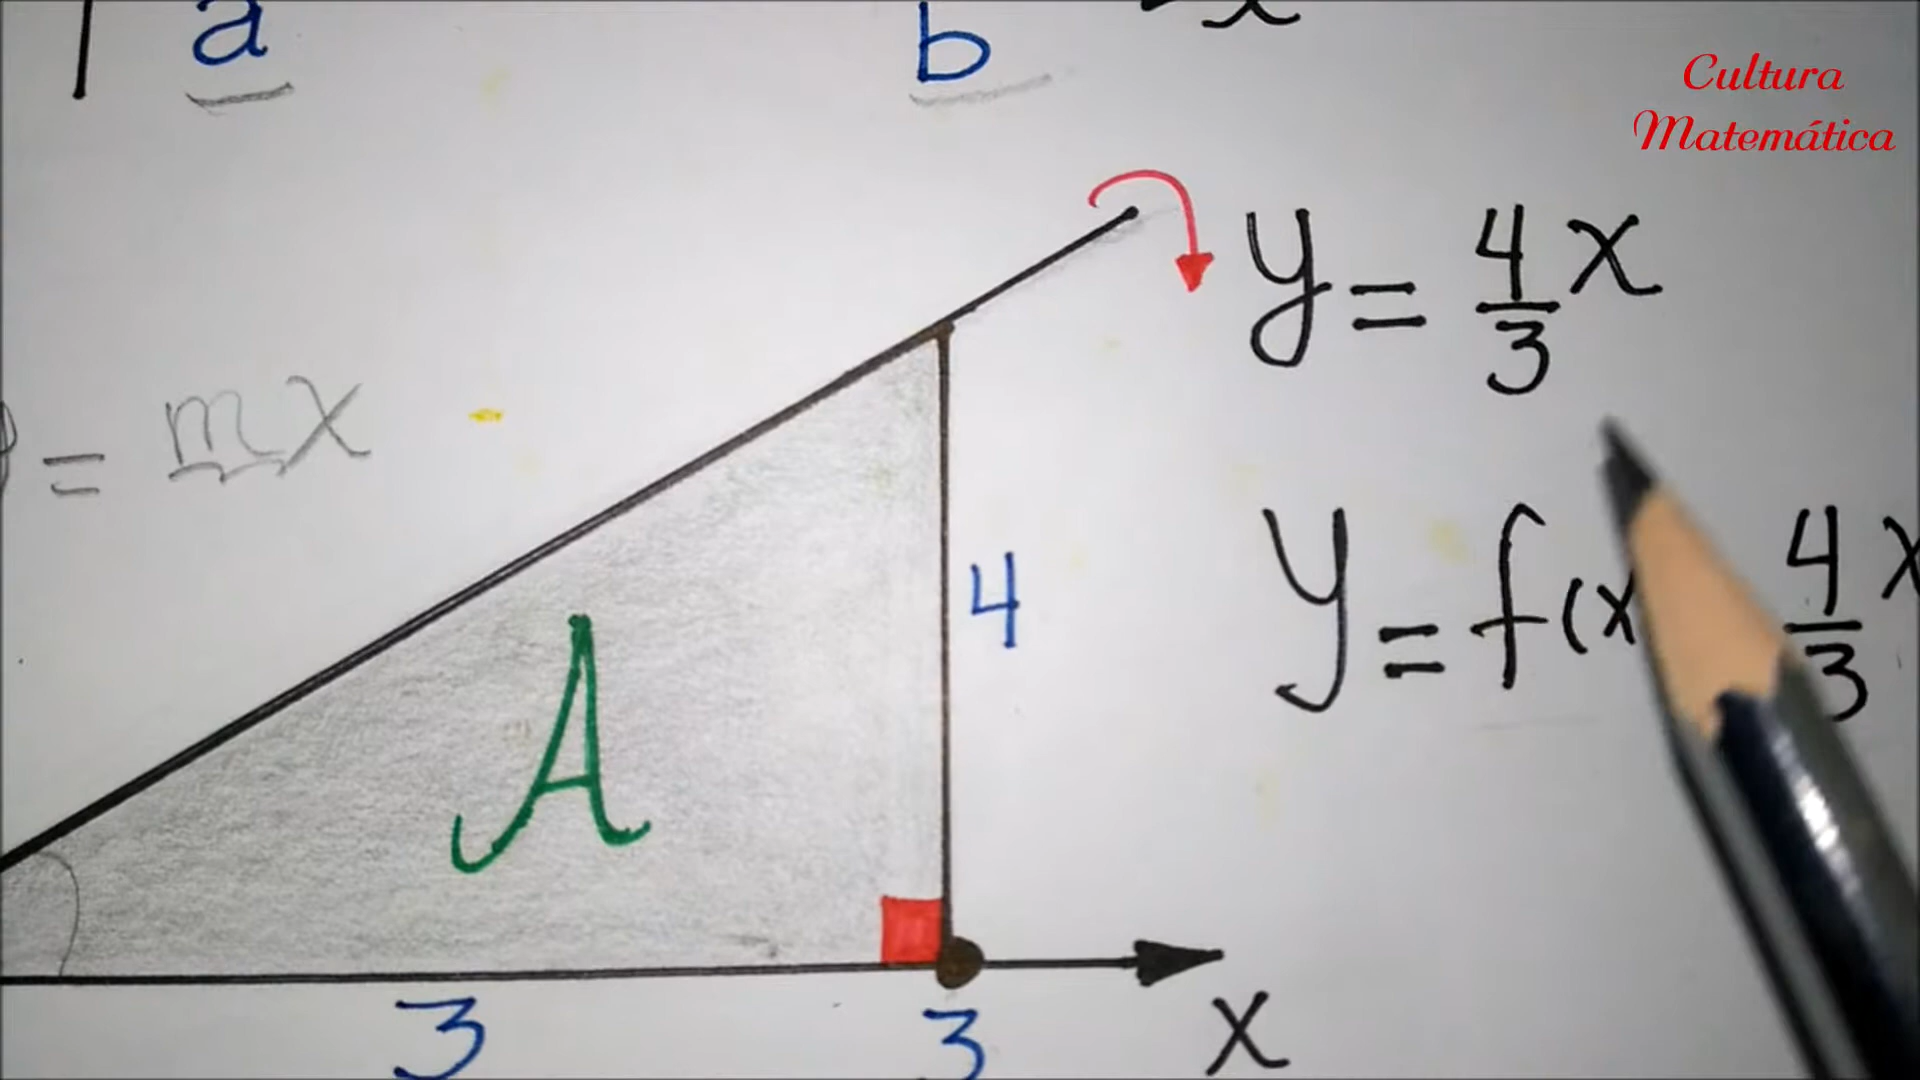 a b x
Cultura
Matemática
y = 4/3 x
= mx
y = f(x 4/3 x
4
A
3 3 x